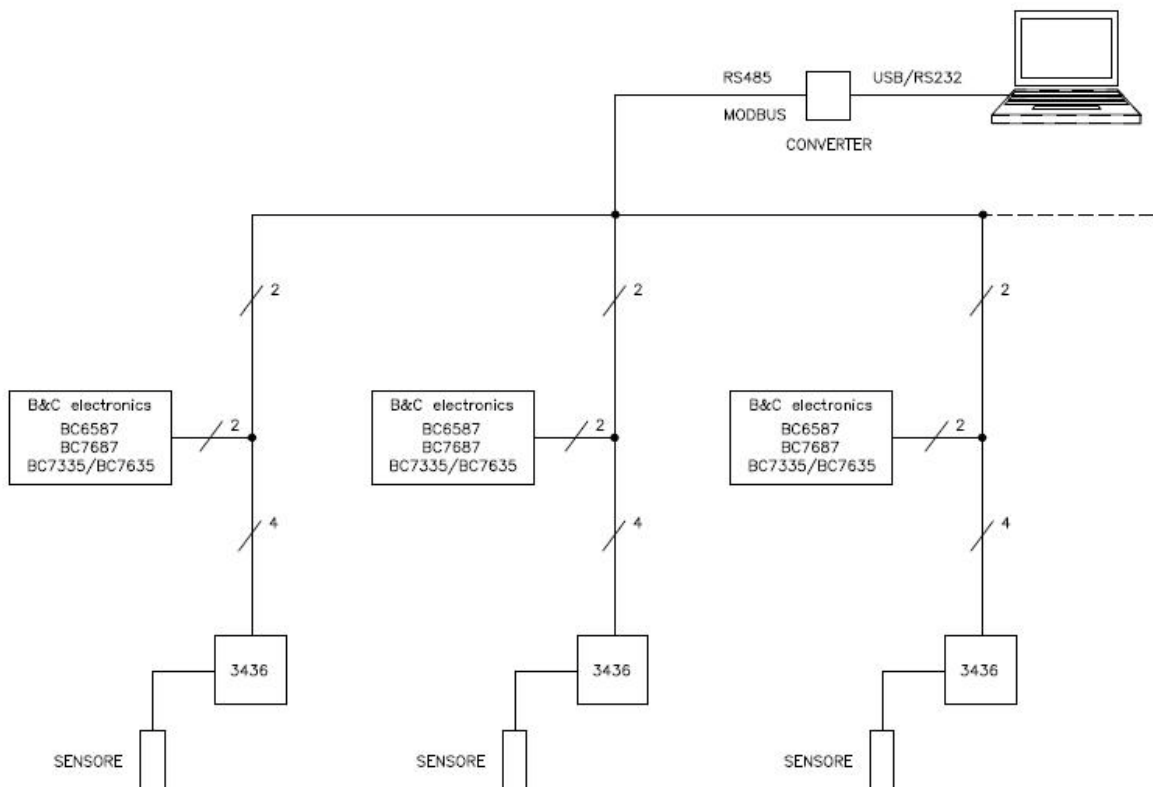 RS485
USB/RS232
MODBUS
CONVERTER
2
2
2
B&C electronics
BC6587
BC7687
BC7335/BC7635
2
B&C electronics
BC6587
BC7687
BC7335/BC7635
2
B&C electronics
BC6587
BC7687
BC7335/BC7635
2
4
4
4
3436
3436
3436
SENSORE
SENSORE
SENSORE